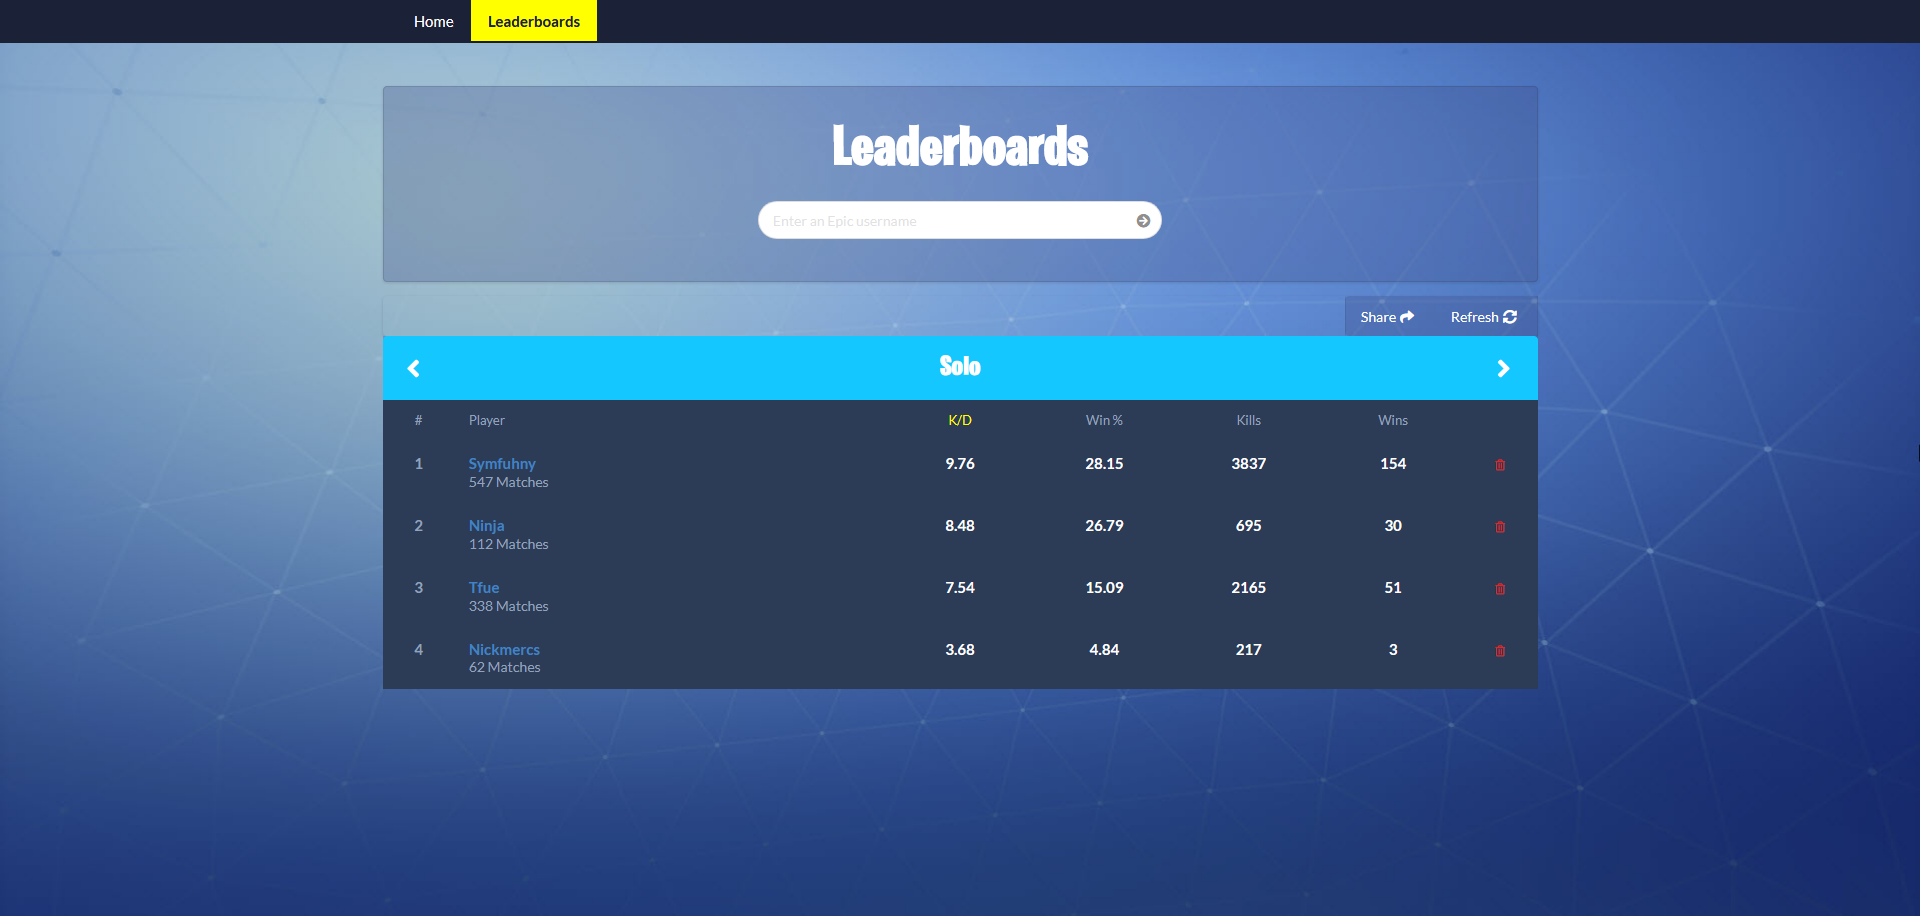 Home Leaderboards
Leaderboards
Enter an Epic username
Share Refresh
Solo
# Player K/D Win % Kills Wins
1 Symfuhny 9.76 28.15 3837 154
547 Matches
2 Ninja 8.48 26.79 695 30
112 Matches
3 Tfue 7.54 15.09 2165 51
338 Matches
4 Nickmercs 3.68 4.84 217 3
62 Matches